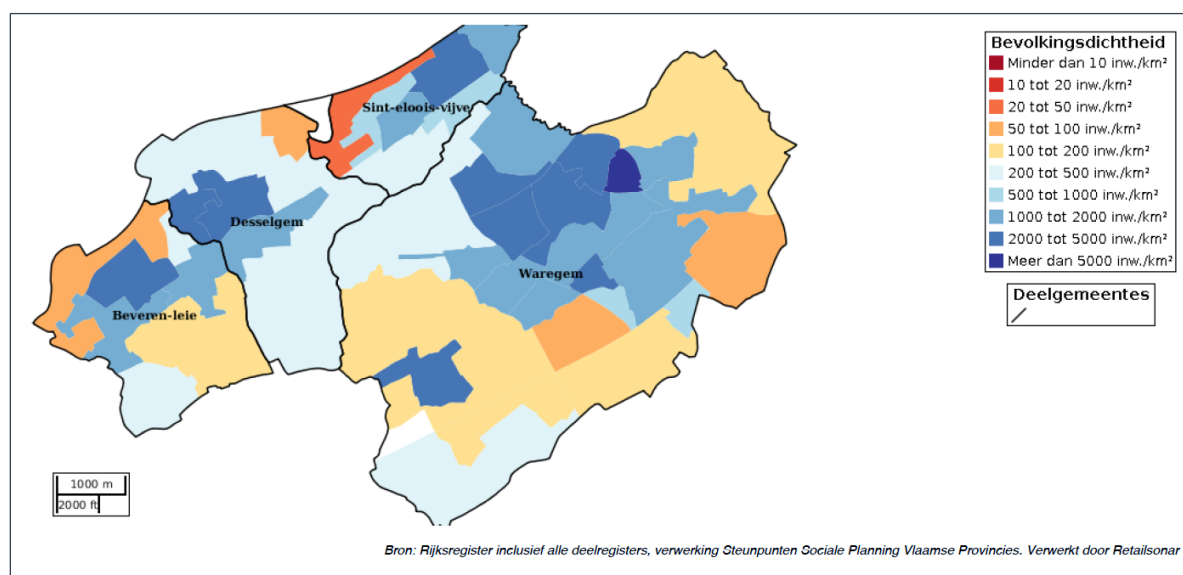 Bevolkingsdichtheid
Minder dan 10 inw./km²
10 tot 20 inw./km²
20 tot 50 inw./km²
50 tot 100 inw./km²
100 tot 200 inw./km²
200 tot 500 inw./km²
500 tot 1000 inw./km²
1000 tot 2000 inw./km²
2000 tot 5000 inw./km²
Meer dan 5000 inw./km²
Deelgemeentes
Sint-eloois-vijve
Desselgem
Waregem
Beveren-leie
1000 m
2000 ft
Bron: Rijksregister inclusief alle deelregisters, verwerking Steunpunten Sociale Planning Vlaamse Provincies. Verwerkt door Retailsonar